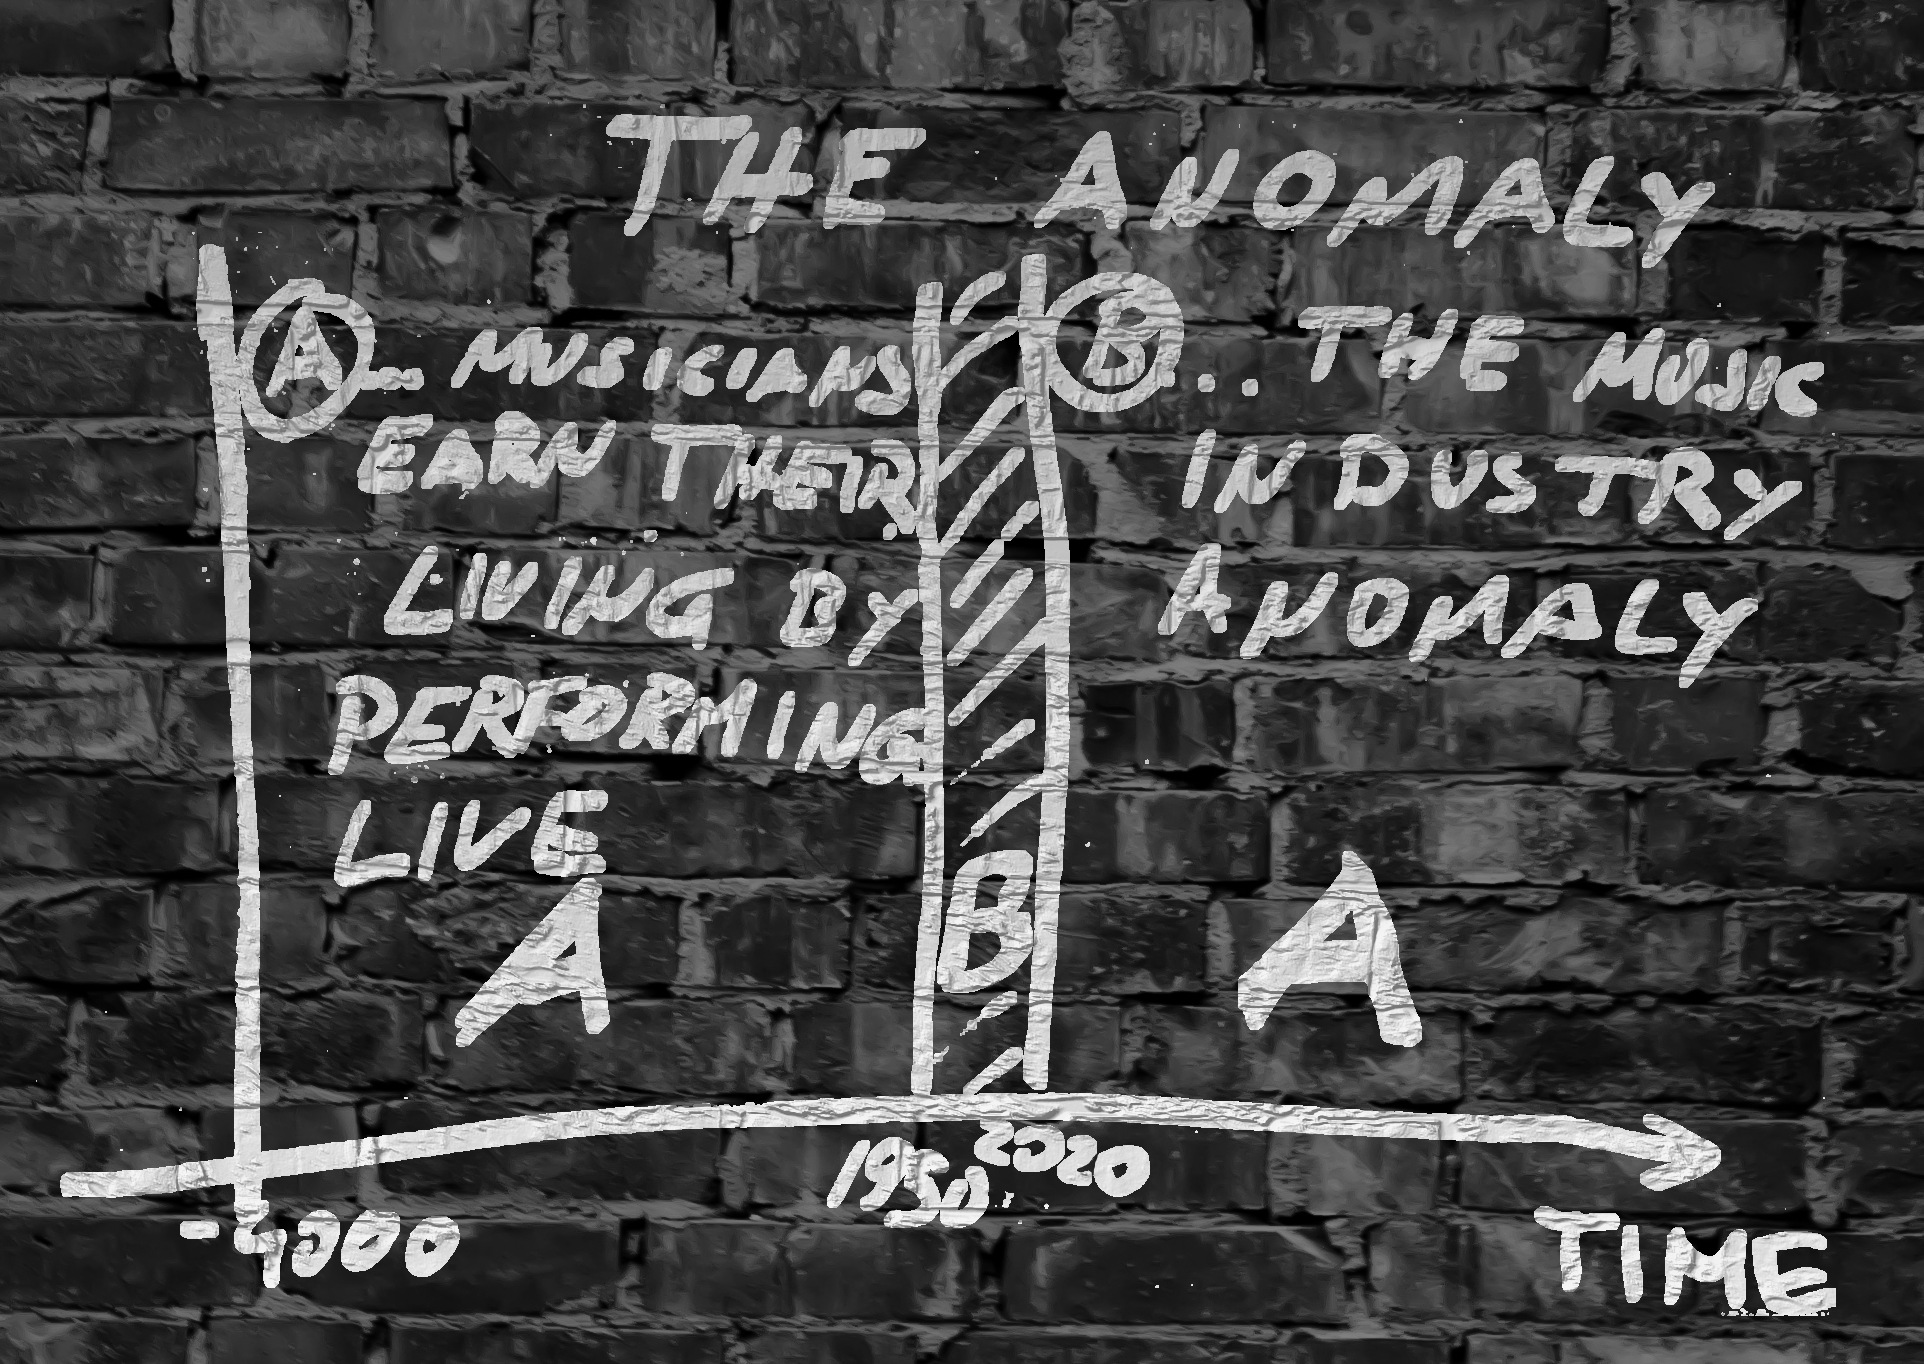 THE ANOMALY
A... MUSICIANS
EARN THEIR
LIVING BY
PERFORMING
LIVE
B... THE MUSIC
INDUSTRY
ANOMALY
A
B
A
-4000
1950
2020
TIME